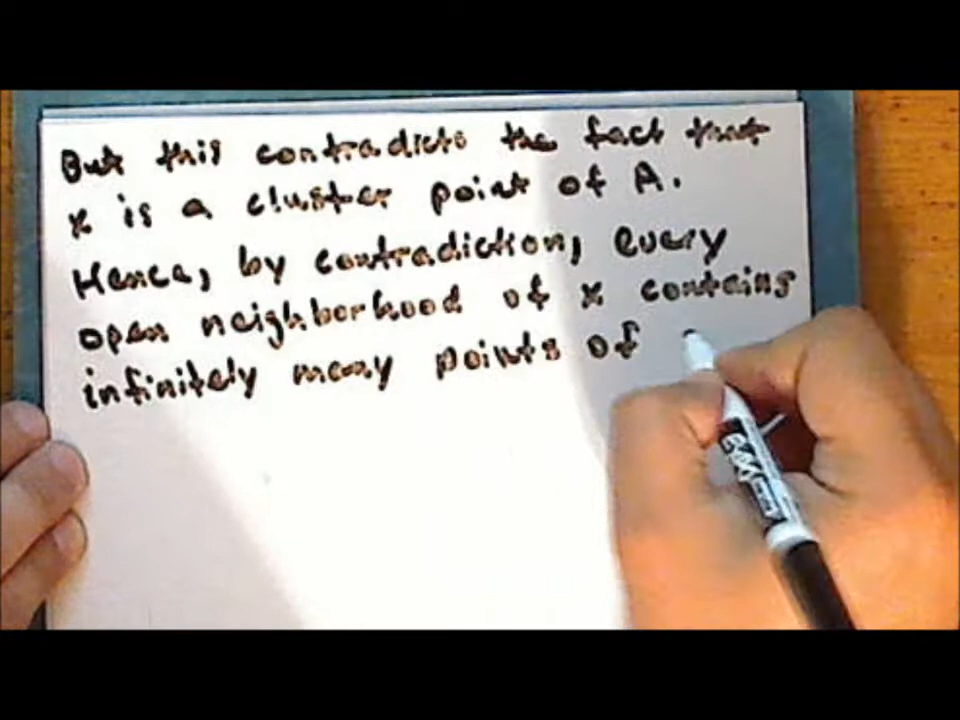 But this contradicts the fact that
x is a cluster point of A.
Hence, by contradiction, every
open neighborhood of x contains
infinitely many points of
EXPO